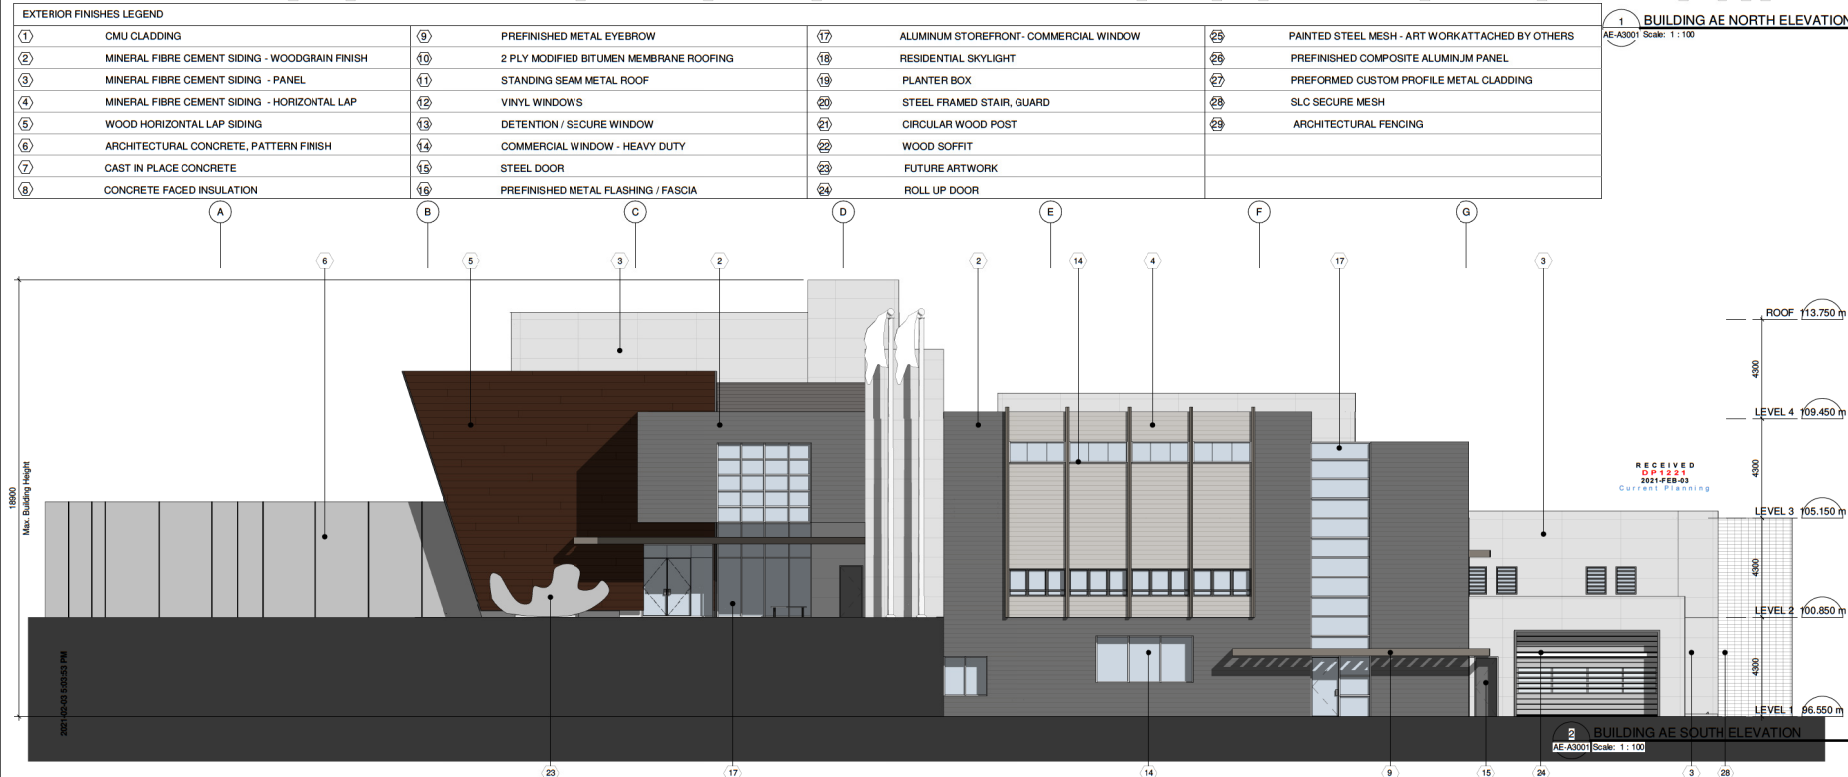 EXTERIOR FINISHES LEGEND
1 CMU CLADDING
2 MINERAL FIBRE CEMENT SIDING - WOODGRAIN FINISH
3 MINERAL FIBRE CEMENT SIDING - PANEL
4 MINERAL FIBRE CEMENT SIDING - HORIZONTAL LAP
5 WOOD HORIZONTAL LAP SIDING
6 ARCHITECTURAL CONCRETE, PATTERN FINISH
7 CAST IN PLACE CONCRETE
8 CONCRETE FACED INSULATION
9 PREFINISHED METAL EYEBROW
10 2 PLY MODIFIED BITUMEN MEMBRANE ROOFING
11 STANDING SEAM METAL ROOF
12 VINYL WINDOWS
13 DETENTION / SECURE WINDOW
14 COMMERCIAL WINDOW - HEAVY DUTY
15 STEEL DOOR
16 PREFINISHED METAL FLASHING / FASCIA
17 ALUMINUM STOREFRONT- COMMERCIAL WINDOW
18 RESIDENTIAL SKYLIGHT
19 PLANTER BOX
20 STEEL FRAMED STAIR, GUARD
21 CIRCULAR WOOD POST
22 WOOD SOFFIT
23 FUTURE ARTWORK
24 ROLL UP DOOR
25 PAINTED STEEL MESH - ART WORKATTACHED BY OTHERS
26 PREFINISHED COMPOSITE ALUMINJM PANEL
27 PREFORMED CUSTOM PROFILE METAL CLADDING
28 SLC SECURE MESH
29 ARCHITECTURAL FENCING
1 BUILDING AE NORTH ELEVATION
AE-A3001 Scale: 1 : 100
A B C D E F G
6 5 3 2 2 14 4 17 3
18900
Max. Building Height
ROOF 113.750 m
4300
LEVEL 4 109.450 m
4300
RECEIVED
DP1221
2021-FEB-03
Current Planning
LEVEL 3 105.150 m
4300
LEVEL 2 100.850 m
4300
LEVEL 1 96.550 m
2021-02-03 5:03:53 PM
2 BUILDING AE SOUTH ELEVATION
AE-A3001 Scale: 1 : 100
23 17 14 9 15 24 3 28